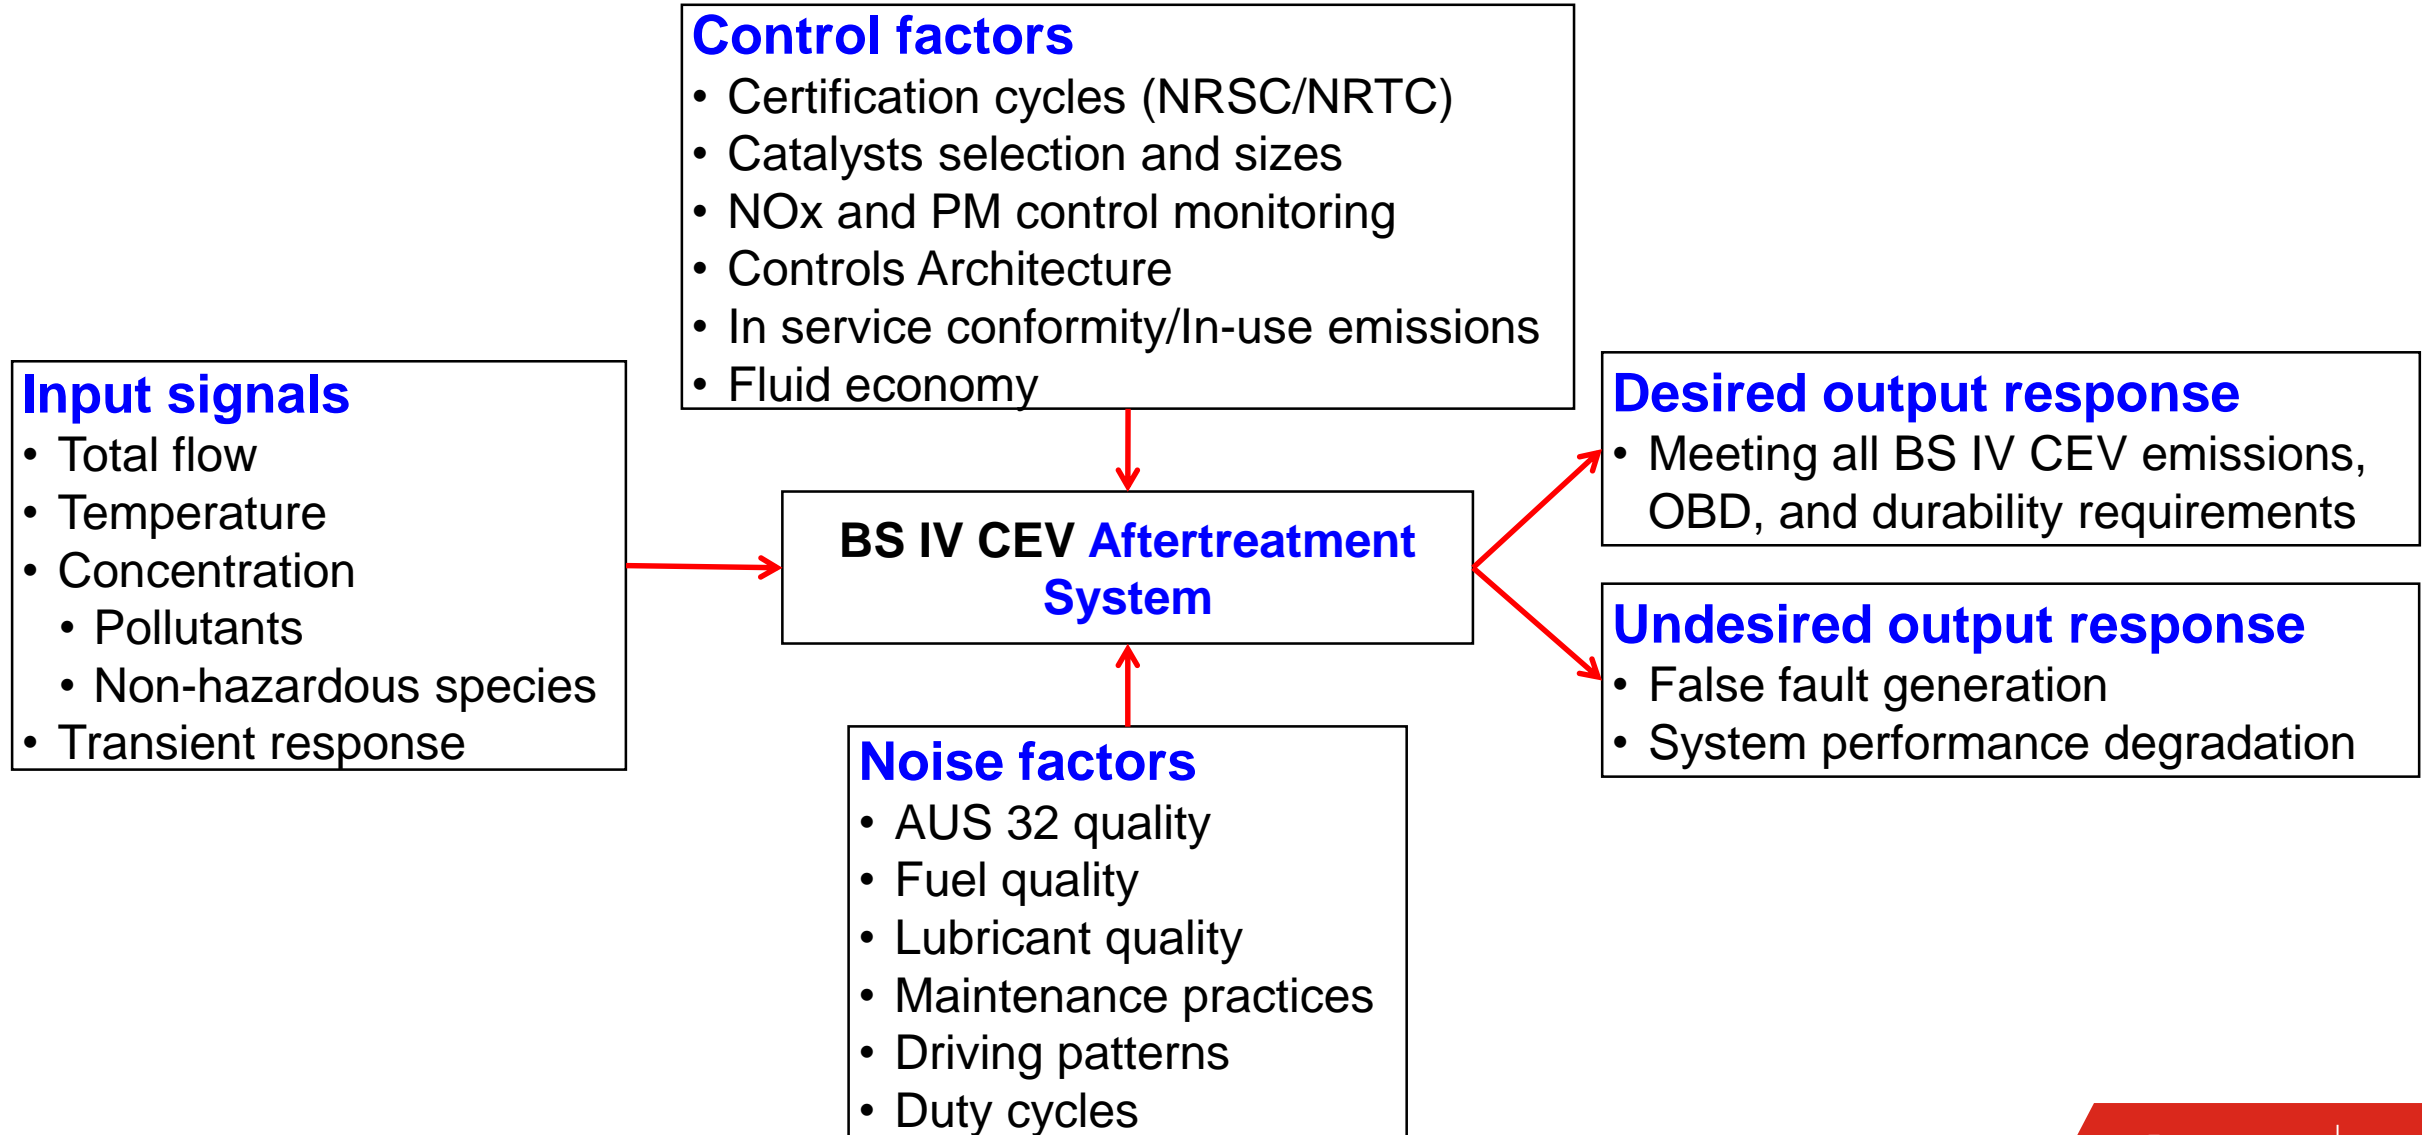 Control factors
• Certification cycles (NRSC/NRTC)
• Catalysts selection and sizes
• NOx and PM control monitoring
• Controls Architecture
• In service conformity/In-use emissions
• Fluid economy
Input signals
• Total flow
• Temperature
• Concentration
• Pollutants
• Non-hazardous species
• Transient response
BS IV CEV Aftertreatment
System
Desired output response
• Meeting all BS IV CEV emissions,
OBD, and durability requirements
Undesired output response
• False fault generation
• System performance degradation
Noise factors
• AUS 32 quality
• Fuel quality
• Lubricant quality
• Maintenance practices
• Driving patterns
• Duty cycles